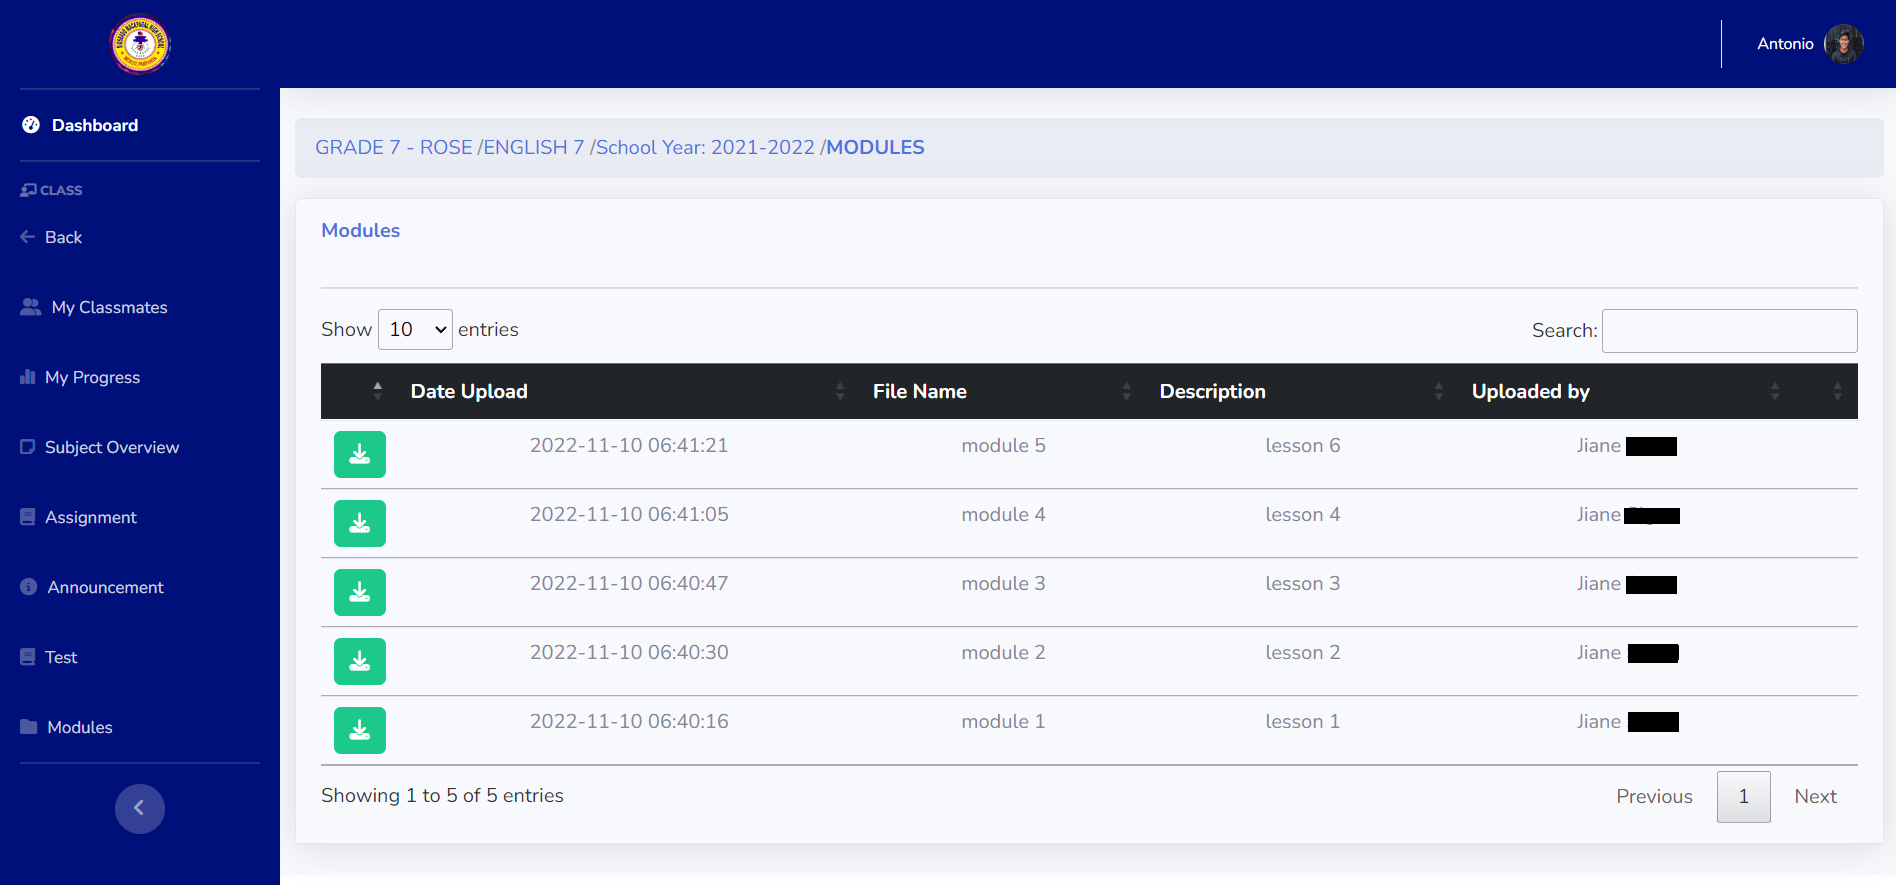 Antonio
Dashboard
CLASS
Back
My Classmates
My Progress
Subject Overview
Assignment
Announcement
Test
Modules
GRADE 7 - ROSE /ENGLISH 7 /School Year: 2021-2022 /MODULES
Modules
Show 10 entries
Search:
Date Upload File Name Description Uploaded by
2022-11-10 06:41:21 module 5 lesson 6 Jiane
2022-11-10 06:41:05 module 4 lesson 4 Jiane
2022-11-10 06:40:47 module 3 lesson 3 Jiane
2022-11-10 06:40:30 module 2 lesson 2 Jiane
2022-11-10 06:40:16 module 1 lesson 1 Jiane
Showing 1 to 5 of 5 entries
Previous 1 Next